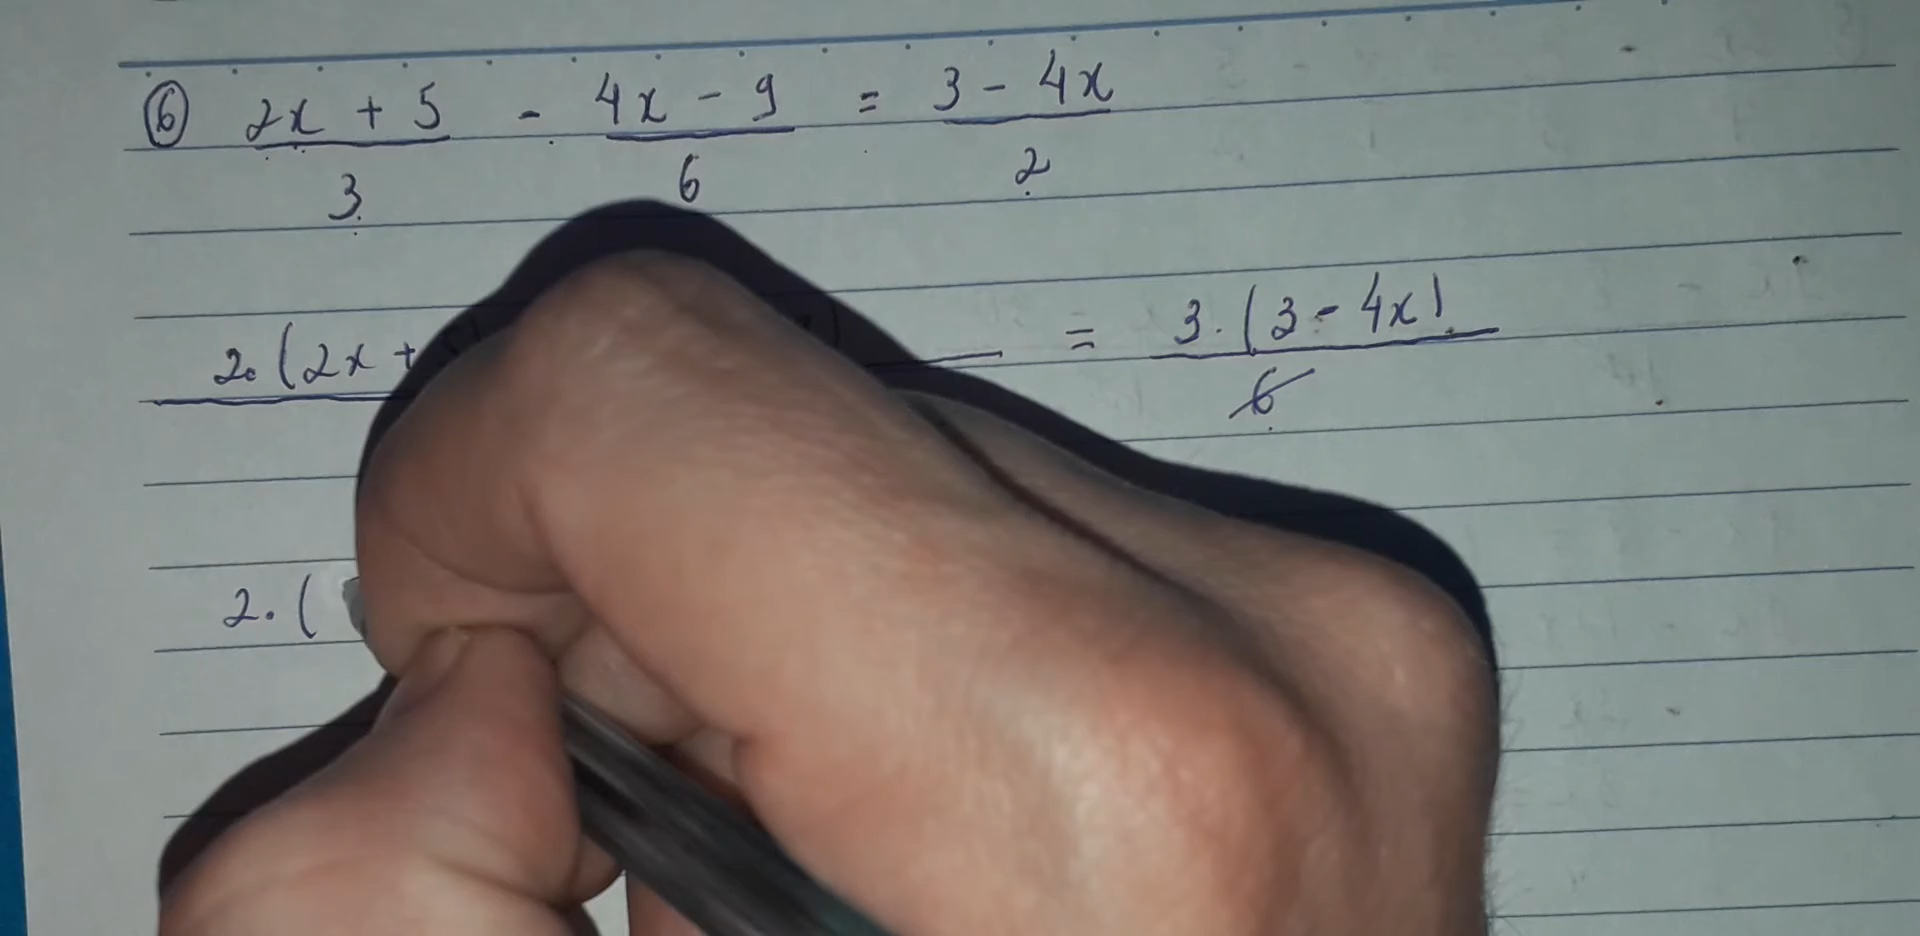 ⑥ 2x + 5 - 4x - 9 = 3 - 4x
3 6 2
2. (2x + = 3. (3 - 4x)
6
2. (